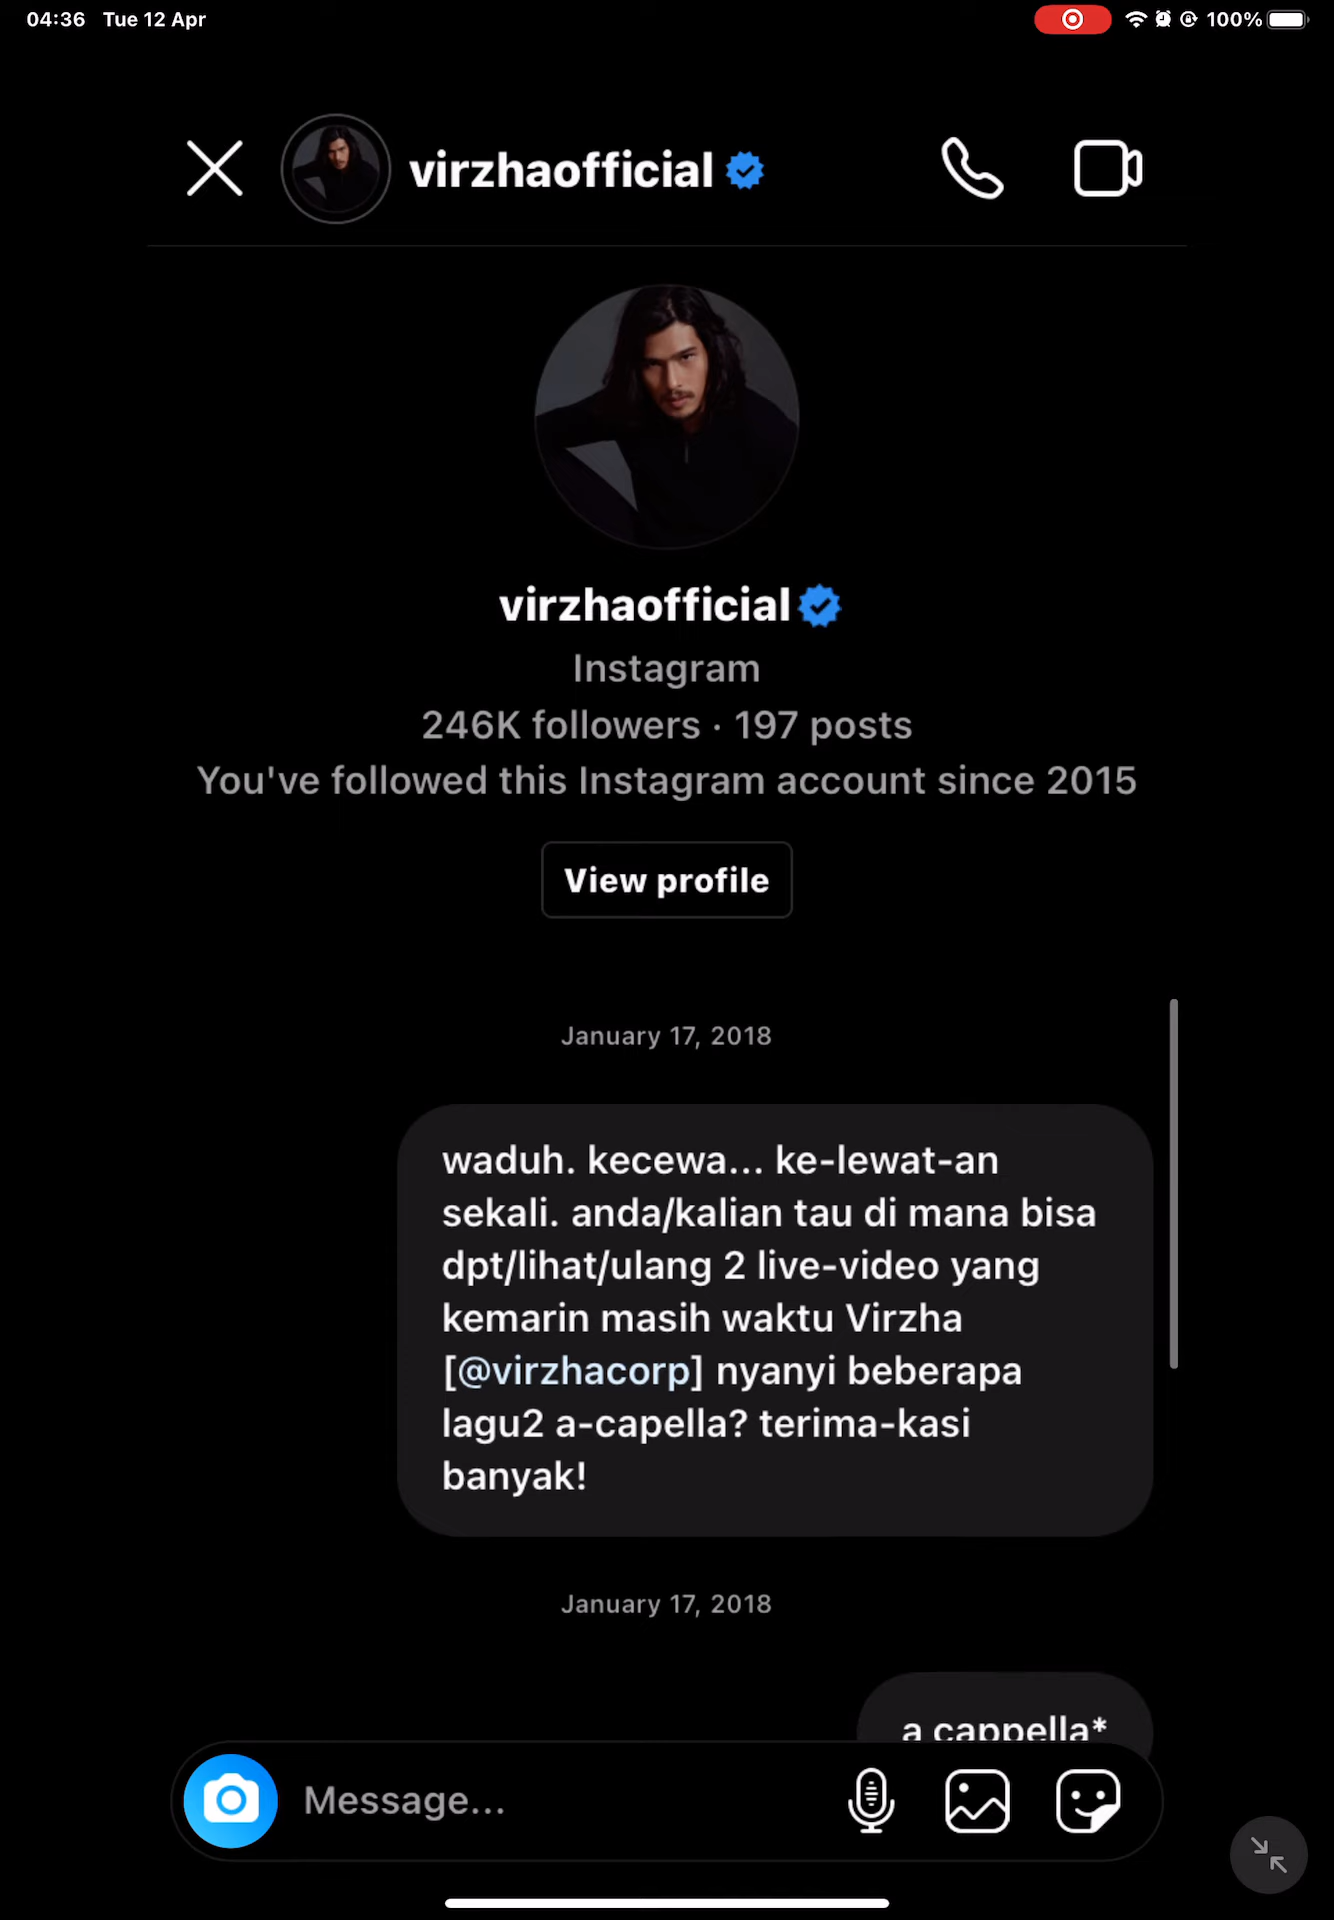 04:36 Tue 12 Apr
100%
virzhaofficial
virzhaofficial
Instagram
246K followers · 197 posts
You've followed this Instagram account since 2015
View profile
January 17, 2018
waduh. kecewa... ke-lewat-an
sekali. anda/kalian tau di mana bisa
dpt/lihat/ulang 2 live-video yang
kemarin masih waktu Virzha
[@virzhacorp] nyanyi beberapa
lagu2 a-capella? terima-kasi
banyak!
January 17, 2018
a cappella*
Message...